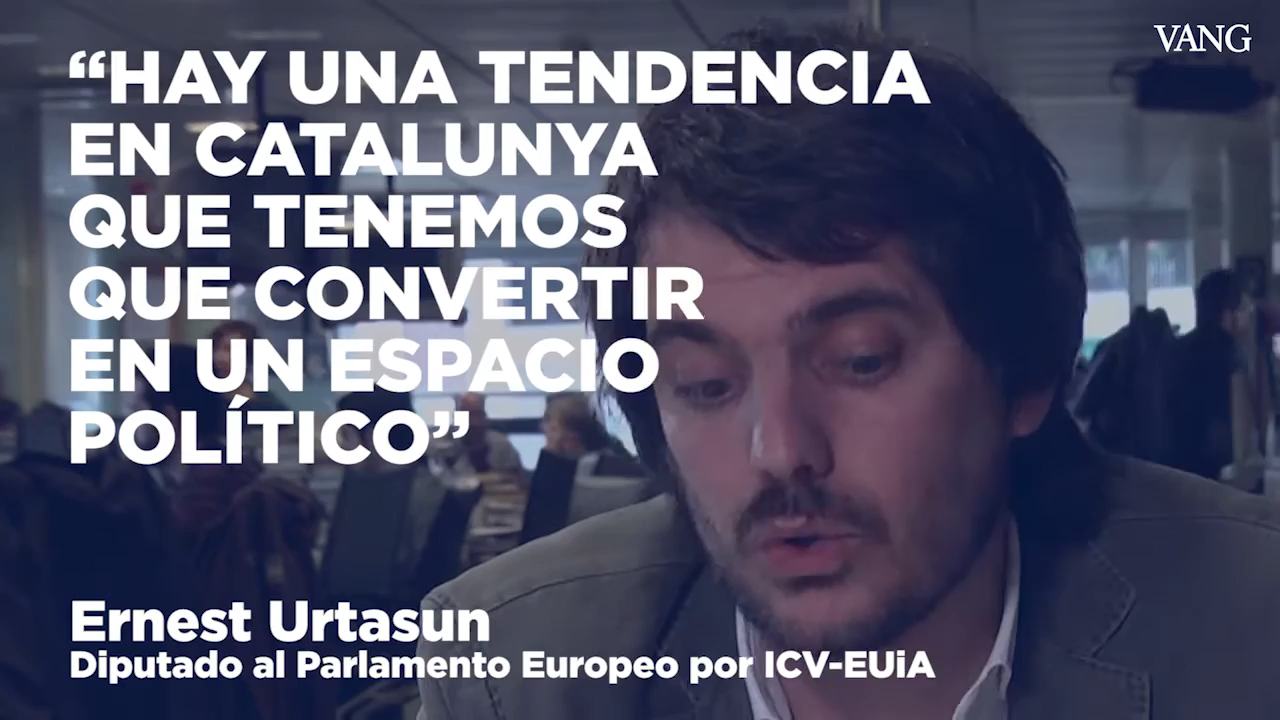 VANG
“HAY UNA TENDENCIA
EN CATALUNYA
QUE TENEMOS
QUE CONVERTIR
EN UN ESPACIO
POLÍTICO”
Ernest Urtasun
Diputado al Parlamento Europeo por ICV-EUiA